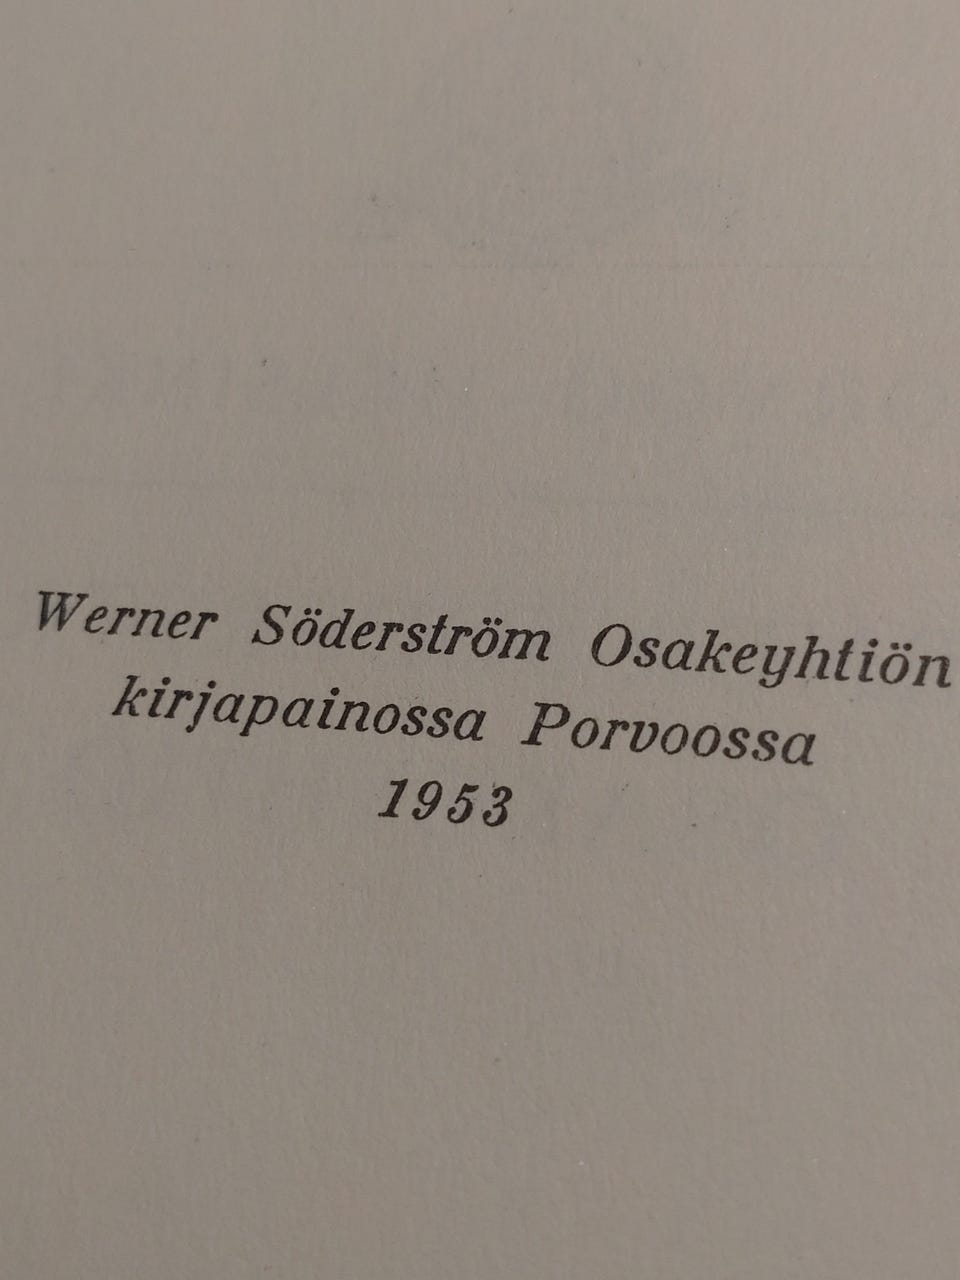 Werner Söderström Osakeyhtiön
kirjapainossa Porvoossa
1953